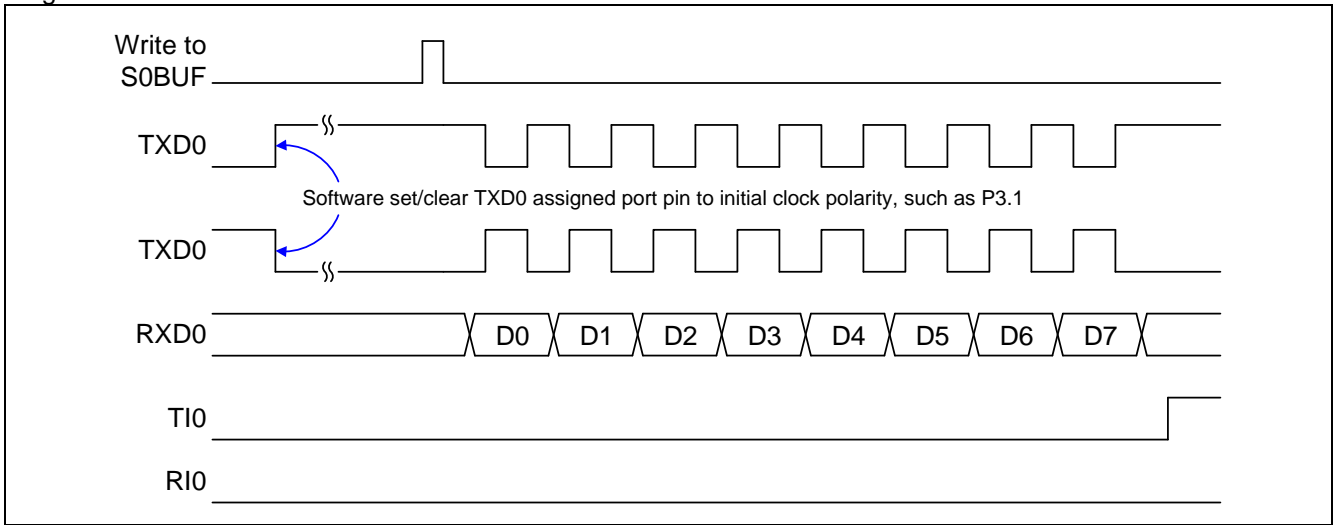 Write to
S0BUF
TXD0
Software set/clear TXD0 assigned port pin to initial clock polarity, such as P3.1
TXD0
RXD0 D0 D1 D2 D3 D4 D5 D6 D7
TI0
RI0